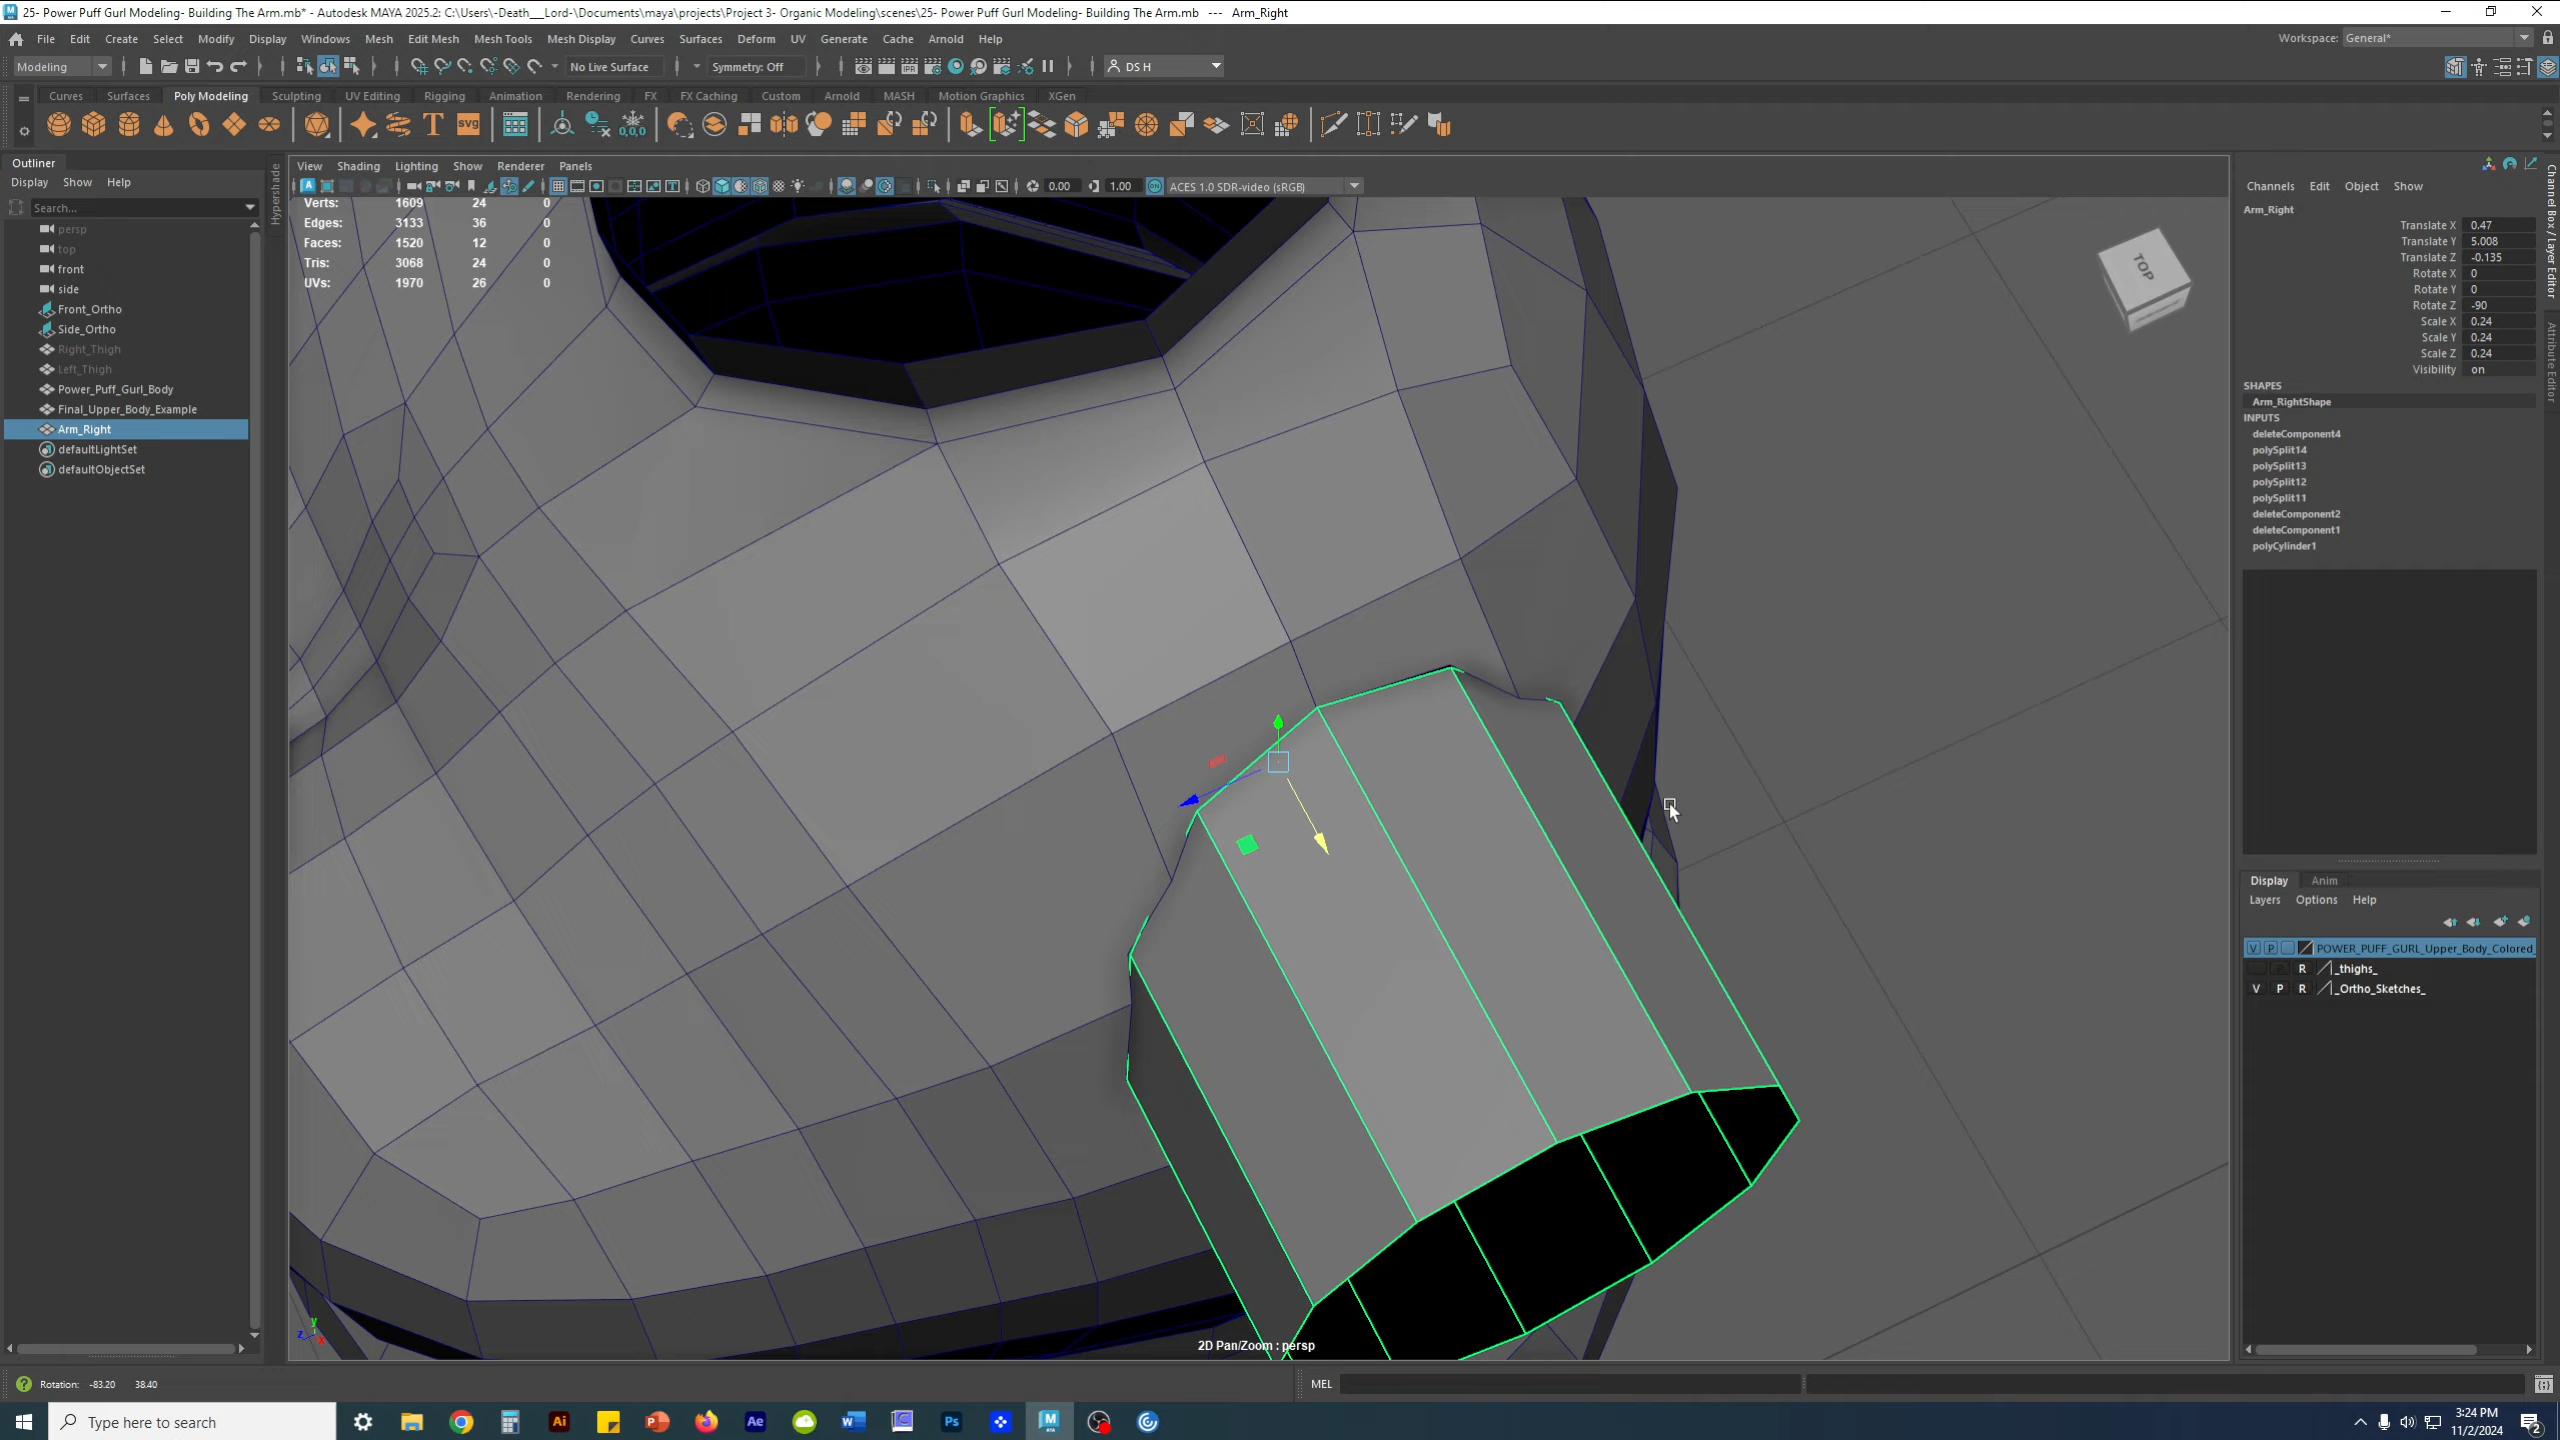 25- Power Puff Gurl Modeling- Building The Arm.mb* - Autodesk MAYA 2025.2: C:\Users\-Death__Lord-\Documents\maya\projects\Project 3- Organic Modeling\scenes\25- Power Puff Gurl Modeling- Building The Arm.mb --- Arm_Right
File Edit Create Select Modify Display Windows Mesh Edit Mesh Mesh Tools Mesh Display Curves Surfaces Deform UV Generate Cache Arnold Help
Workspace: General*
Modeling No Live Surface Symmetry: Off DS H
Curves Surfaces Poly Modeling Sculpting UV Editing Rigging Animation Rendering FX FX Caching Custom Arnold MASH Motion Graphics XGen
Outliner
Display Show Help
Search...
persp
top
front
side
Front_Ortho
Side_Ortho
Right_Thigh
Left_Thigh
Power_Puff_Gurl_Body
Final_Upper_Body_Example
Arm_Right
defaultLightSet
defaultObjectSet
Hypershade
View Shading Lighting Show Renderer Panels
0.00 1.00 ACES 1.0 SDR-video (sRGB)
Verts: 1609 24 0
Edges: 3133 36 0
Faces: 1520 12 0
Tris: 3068 24 0
UVs: 1970 26 0
TOP
2D Pan/Zoom : persp
Channels Edit Object Show
Arm_Right
Translate X 0.47
Translate Y 5.008
Translate Z -0.135
Rotate X 0
Rotate Y 0
Rotate Z -90
Scale X 0.24
Scale Y 0.24
Scale Z 0.24
Visibility on
SHAPES
Arm_RightShape
INPUTS
deleteComponent4
polySplit14
polySplit13
polySplit12
polySplit11
deleteComponent2
deleteComponent1
polyCylinder1
Channel Box / Layer Editor
Attribute Editor
Display Anim
Layers Options Help
V P POWER_PUFF_GURL_Upper_Body_Colored_
R _thighs_
V P R _Ortho_Sketches_
Rotation: -83.20 38.40
MEL
Type here to search
3:24 PM
11/2/2024